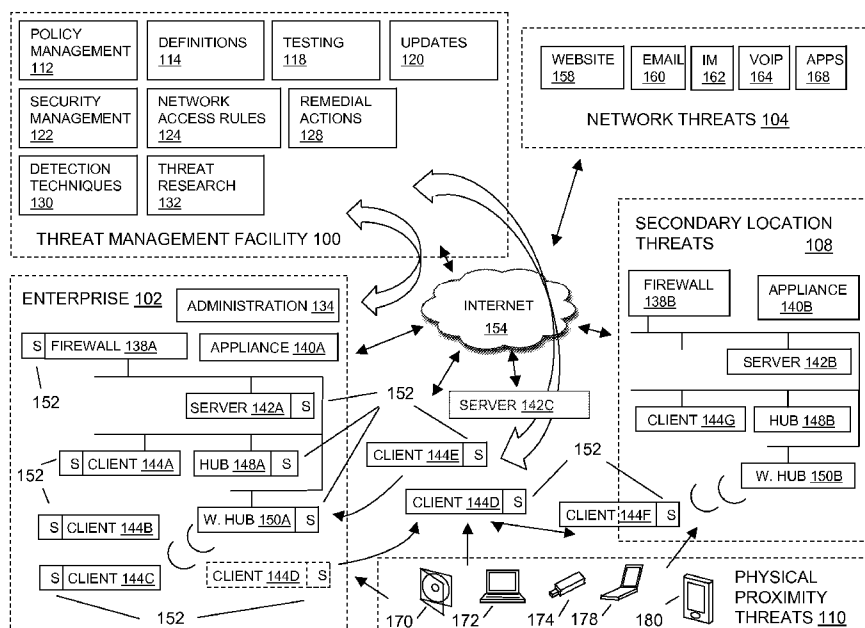 POLICY MANAGEMENT 112
DEFINITIONS 114
TESTING 118
UPDATES 120
SECURITY MANAGEMENT 122
NETWORK ACCESS RULES 124
REMEDIAL ACTIONS 128
DETECTION TECHNIQUES 130
THREAT RESEARCH 132
THREAT MANAGEMENT FACILITY 100
WEBSITE 158
EMAIL 160
IM 162
VOIP 164
APPS 168
NETWORK THREATS 104
SECONDARY LOCATION THREATS 108
FIREWALL 138B
APPLIANCE 140B
SERVER 142B
CLIENT 144G
HUB 148B
W. HUB 150B
INTERNET 154
ENTERPRISE 102
ADMINISTRATION 134
S FIREWALL 138A
APPLIANCE 140A
152
SERVER 142A S
152
SERVER 142C
152
S CLIENT 144A
HUB 148A S
CLIENT 144E S
152
S CLIENT 144B
W. HUB 150A S
CLIENT 144D S
CLIENT 144F S
S CLIENT 144C
CLIENT 144D S
152
170
172
174
178
180
PHYSICAL PROXIMITY THREATS 110